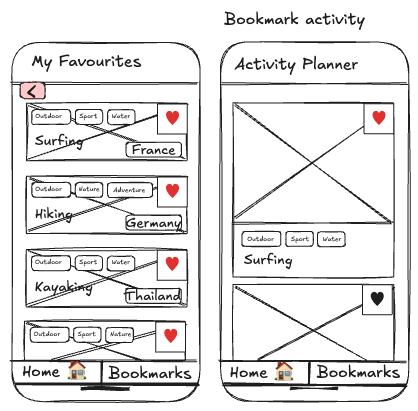 Bookmark activity
My Favourites
<
Outdoor Sport Water
Surfing
France
Outdoor Nature Adventure
Hiking
Germany
Outdoor Sport Water
Kayaking
Thailand
Outdoor Sport Nature
Home Bookmarks
Activity Planner
Outdoor Sport Water
Surfing
Home Bookmarks